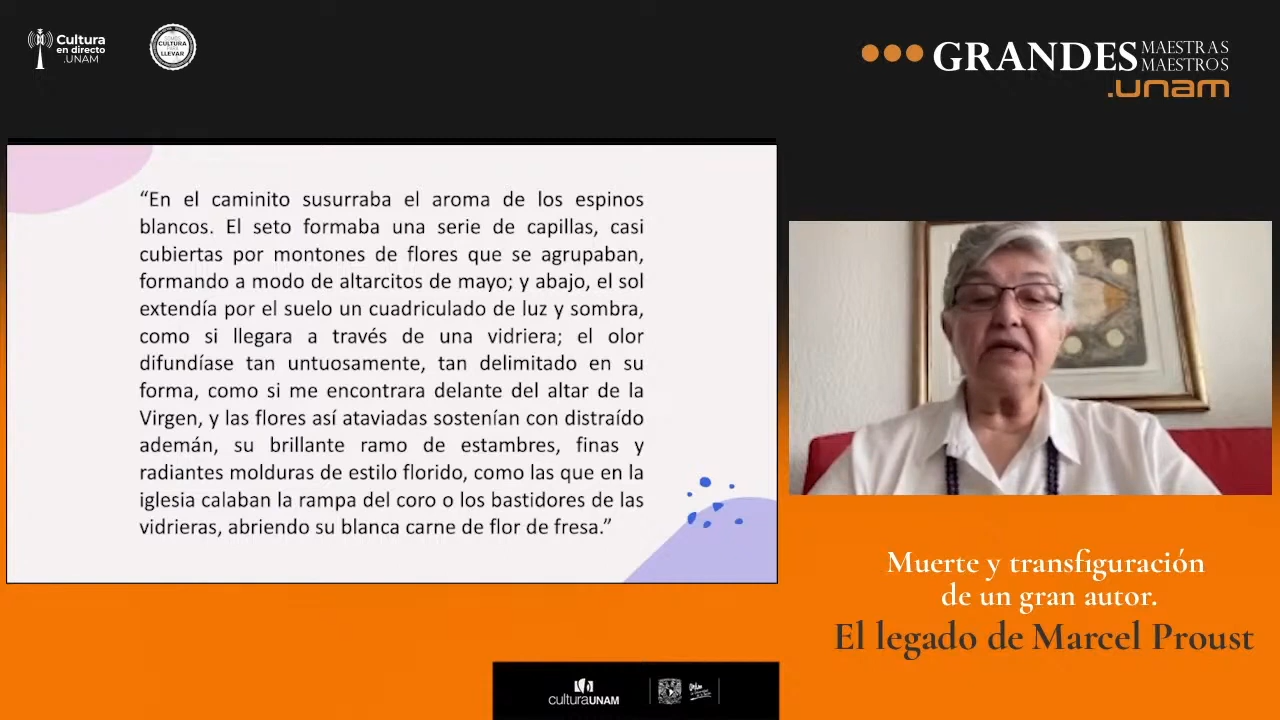 Cultura
en directo
.UNAM
CULTURA
LLEVAR
GRANDES MAESTRAS
MAESTROS
.unam
“En el caminito susurraba el aroma de los espinos
blancos. El seto formaba una serie de capillas, casi
cubiertas por montones de flores que se agrupaban,
formando a modo de altarcitos de mayo; y abajo, el sol
extendía por el suelo un cuadriculado de luz y sombra,
como si llegara a través de una vidriera; el olor
difundíase tan untuosamente, tan delimitado en su
forma, como si me encontrara delante del altar de la
Virgen, y las flores así ataviadas sostenían con distraído
ademán, su brillante ramo de estambres, finas y
radiantes molduras de estilo florido, como las que en la
iglesia calaban la rampa del coro o los bastidores de las
vidrieras, abriendo su blanca carne de flor de fresa.”
Muerte y transfiguración
de un gran autor.
El legado de Marcel Proust
culturaUNAM